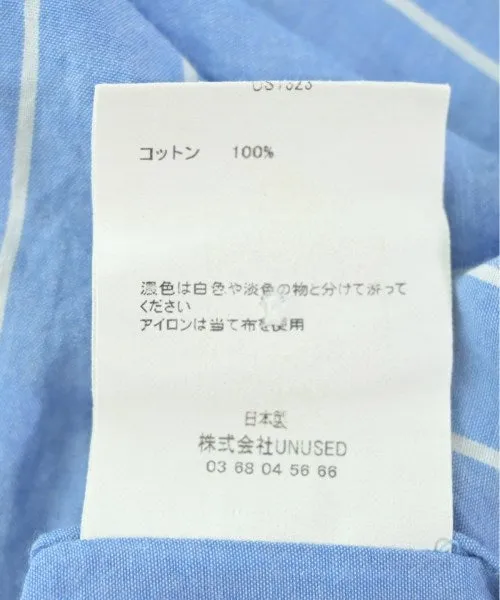 US1323
コットン 100%
濃色は白色や淡色の物と分けて洗って
ください
アイロンは当て布を使用
日本製
株式会社UNUSED
03 68 04 56 66